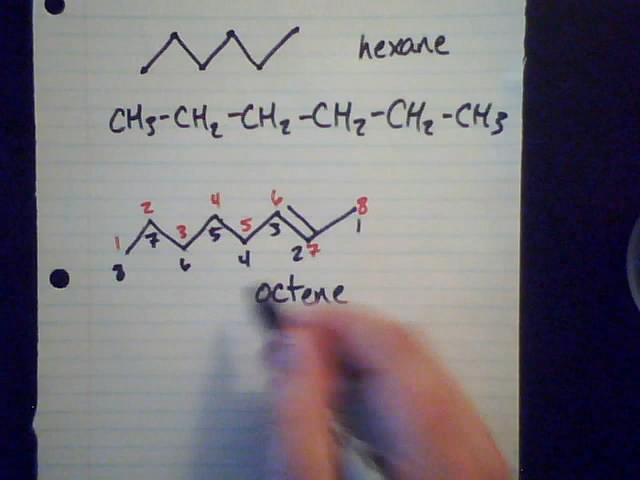 hexane
CH3-CH2-CH2-CH2-CH2-CH3
1 2 3 4 5 6 7 8
8 7 6 5 4 3 2 1
octene